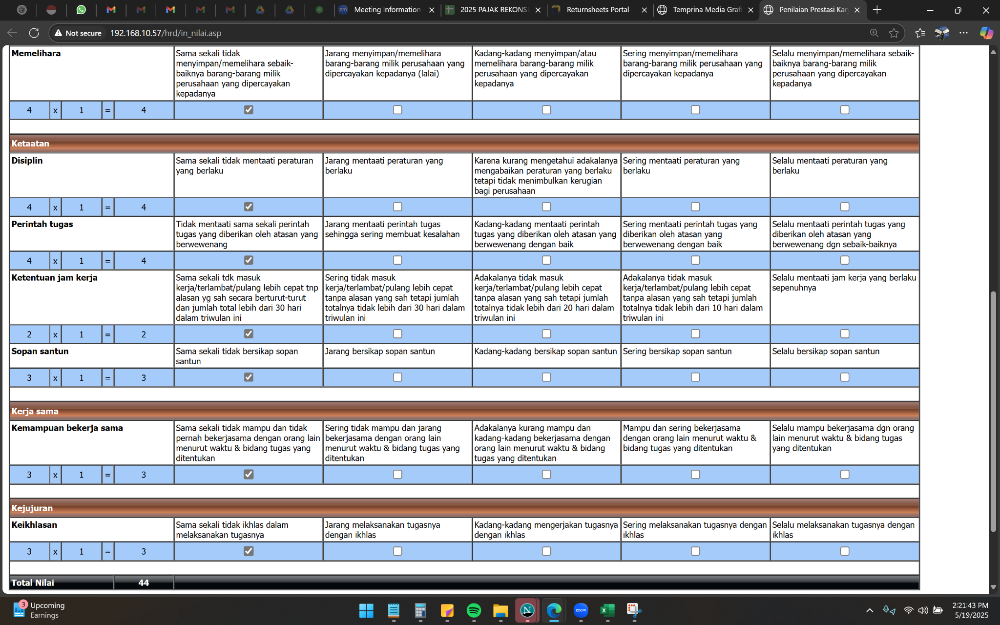 Meeting Information
2025 PAJAK REKONSI
Returnsheets Portal
Temprina Media Grafi
Penilaian Prestasi Kar
Not secure
192.168.10.57/hrd/in_nilai.asp
Memelihara
Sama sekali tidak
menyimpan/memelihara sebaik-
baiknya barang-barang milik
perusahaan yang dipercayakan
kepadanya
Jarang menyimpan/memelihara
barang-barang milik perusahaan yang
dipercayakan kepadanya (lalai)
Kadang-kadang menyimpan/atau
memelihara barang-barang milik
perusahaan yang dipercayakan
kepadanya
Sering menyimpan/memelihara
barang-barang milik perusahaan yang
dipercayakan kepadanya
Selalu menyimpan/memelihara sebaik-
baiknya barang-barang milik
perusahaan yang dipercayakan
kepadanya
4 x 1 = 4
Ketaatan
Disiplin
Sama sekali tidak mentaati peraturan
yang berlaku
Jarang mentaati peraturan yang
berlaku
Karena kurang mengetahui adakalanya
mengabaikan peraturan yang berlaku
tetapi tidak menimbulkan kerugian
bagi perusahaan
Sering mentaati peraturan yang
berlaku
Selalu mentaati peraturan yang
berlaku
4 x 1 = 4
Perintah tugas
Tidak mentaati sama sekali perintah
tugas yang diberikan oleh atasan yang
berwewenang
Jarang mentaati perintah tugas
sehingga sering membuat kesalahan
Kadang-kadang mentaati perintah
tugas yang diberikan oleh atasan yang
berwewenang dengan baik
Sering mentaati perintah tugas yang
diberikan oleh atasan yang
berwewenang dengan baik
Selalu mentaati perintah tugas yang
diberikan oleh atasan yang
berwewenang dgn sebaik-baiknya
4 x 1 = 4
Ketentuan jam kerja
Sama sekali tdk masuk
kerja/terlambat/pulang lebih cepat tnp
alasan yg sah secara berturut-turut
dan jumlah total lebih dari 30 hari
dalam triwulan ini
Sering tidak masuk
kerja/terlambat/pulang lebih cepat
tanpa alasan yang sah tetapi jumlah
totalnya tidak lebih dari 30 hari dalam
triwulan ini
Adakalanya tidak masuk
kerja/terlambat/pulang lebih cepat
tanpa alasan yang sah tetapi jumlah
totalnya tidak lebih dari 20 hari dalam
triwulan ini
Adakalanya tidak masuk
kerja/terlambat/pulang lebih cepat
tanpa alasan yang sah tetapi jumlah
totalnya tidak lebih dari 10 hari dalam
triwulan ini
Selalu mentaati jam kerja yang berlaku
sepenuhnya
2 x 1 = 2
Sopan santun
Sama sekali tidak bersikap sopan
santun
Jarang bersikap sopan santun
Kadang-kadang bersikap sopan santun
Sering bersikap sopan santun
Selalu bersikap sopan santun
3 x 1 = 3
Kerja sama
Kemampuan bekerja sama
Sama sekali tidak mampu dan tidak
pernah bekerjasama dengan orang lain
menurut waktu & bidang tugas yang
ditentukan
Sering tidak mampu dan jarang
bekerjasama dengan orang lain
menurut waktu & bidang tugas yang
ditentukan
Adakalanya kurang mampu dan
kadang-kadang bekerjasama dengan
orang lain menurut waktu & bidang
tugas yang ditentukan
Mampu dan sering bekerjasama
dengan orang lain menurut waktu &
bidang tugas yang ditentukan
Selalu mampu bekerjasama dgn orang
lain menurut waktu & bidang tugas
yang ditentukan
3 x 1 = 3
Kejujuran
Keikhlasan
Sama sekali tidak ikhlas dalam
melaksanakan tugasnya
Jarang melaksanakan tugasnya
dengan ikhlas
Kadang-kadang mengerjakan tugasnya
dengan ikhlas
Sering melaksanakan tugasnya dengan
ikhlas
Selalu melaksanakan tugasnya dengan
ikhlas
3 x 1 = 3
Total Nilai 44
3
Upcoming
Earnings
zoom
2:21:43 PM
5/19/2025